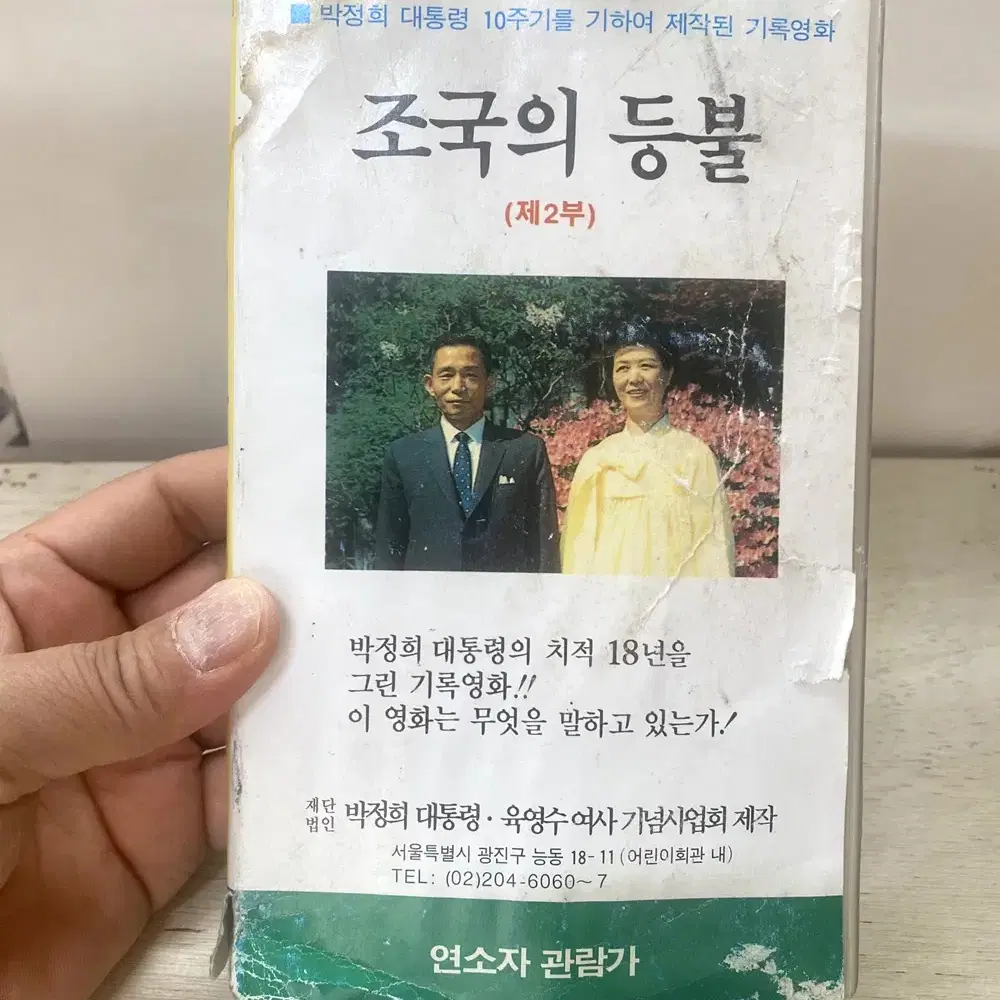 박정희 대통령 10주기를 기하여 제작된 기록영화
조국의 등불
(제2부)
박정희 대통령의 치적 18년을
그린 기록영화!!
이 영화는 무엇을 말하고 있는가!
재단법인 박정희 대통령·육영수 여사 기념사업회 제작
서울특별시 광진구 능동 18-11 (어린이회관 내)
TEL: (02)204-6060~7
연소자 관람가